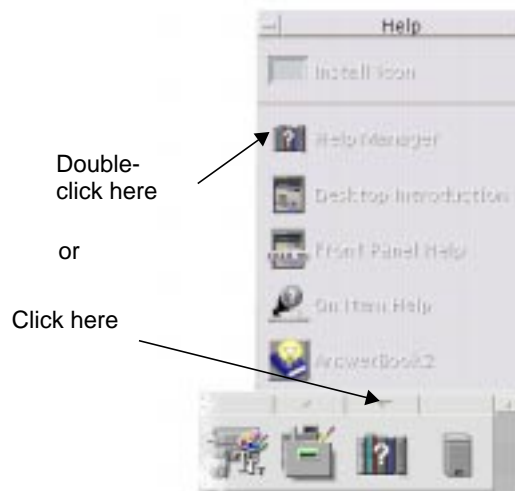 Help
Install Icon
Help Manager
Double-
click here
Desktop Introduction
or
Front Panel Help
On Item Help
Click here
AnswerBook2